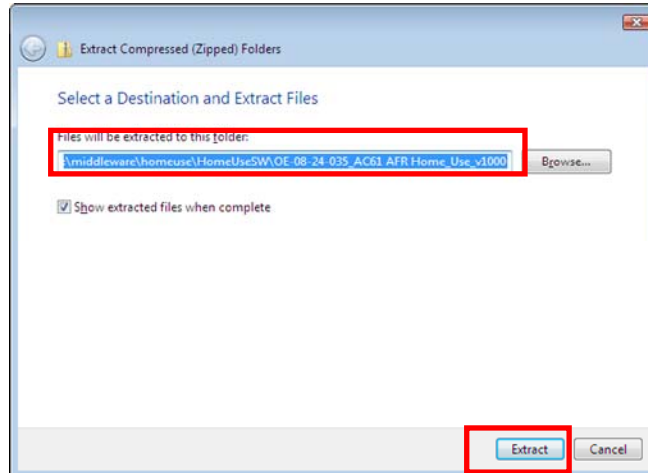 Extract Compressed (Zipped) Folders
Select a Destination and Extract Files
Files will be extracted to this folder:
:\middleware\homeuse\HomeUseSW\OE-08-24-035_AC61 AFR Home_Use_v1000
Browse...
Show extracted files when complete
Extract
Cancel